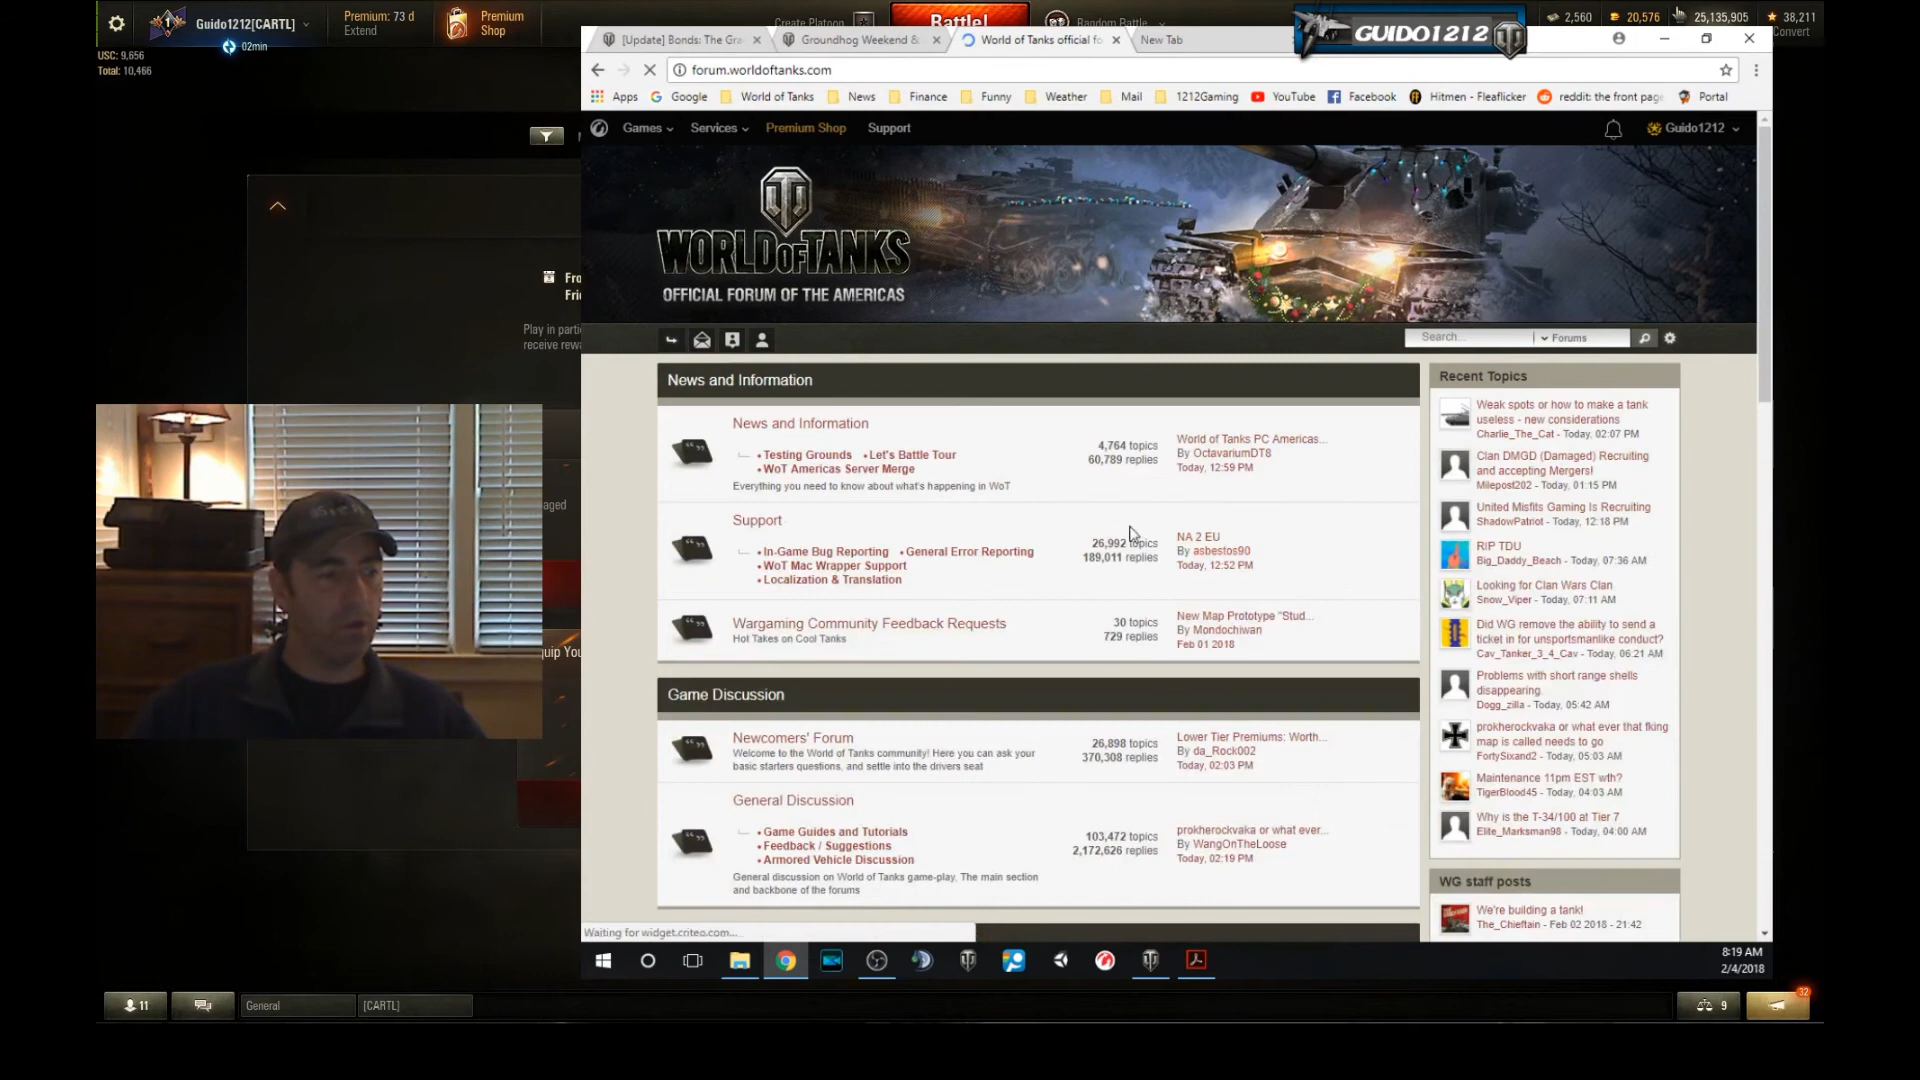 Guido1212[CARTL]
02min
Premium: 73 d
Extend
Premium
Shop
Create Platoon
Battle!
Random Battle
2,560
20,576
25,135,905
38,211
Convert
USC: 9,656
Total: 10,466
GUIDO1212
[Update] Bonds: The Gra
Groundhog Weekend &
World of Tanks official fo
New Tab
forum.worldoftanks.com
Apps
Google
World of Tanks
News
Finance
Funny
Weather
Mail
1212Gaming
YouTube
Facebook
Hitmen - Fleaflicker
reddit: the front pag
Portal
Games
Services
Premium Shop
Support
Guido1212
WORLD OF TANKS
OFFICIAL FORUM OF THE AMERICAS
Search...
Forums
News and Information
News and Information
• Testing Grounds • Let's Battle Tour
• WoT Americas Server Merge
Everything you need to know about what's happening in WoT
4,764 topics
60,789 replies
World of Tanks PC Americas...
By OctavariumDT8
Today, 12:59 PM
Support
• In-Game Bug Reporting • General Error Reporting
• WoT Mac Wrapper Support
• Localization & Translation
26,992 topics
189,011 replies
NA 2 EU
By asbestos90
Today, 12:52 PM
Wargaming Community Feedback Requests
Hot Takes on Cool Tanks
30 topics
729 replies
New Map Prototype "Stud...
By Mondochiwan
Feb 01 2018
Game Discussion
Newcomers' Forum
Welcome to the World of Tanks community! Here you can ask your
basic starters questions, and settle into the drivers seat
26,898 topics
370,308 replies
Lower Tier Premiums: Worth...
By da_Rock002
Today, 02:03 PM
General Discussion
• Game Guides and Tutorials
• Feedback / Suggestions
• Armored Vehicle Discussion
General discussion on World of Tanks game-play, The main section
and backbone of the forums
103,472 topics
2,172,626 replies
prokherockvaka or what ever...
By WangOnTheLoose
Today, 02:19 PM
Recent Topics
Weak spots or how to make a tank
useless - new considerations
Charlie_The_Cat - Today, 02:07 PM
Clan DMGD (Damaged) Recruiting
and accepting Mergers!
Milepost202 - Today, 01:15 PM
United Misfits Gaming Is Recruiting
ShadowPatriot - Today, 12:18 PM
RIP TDU
Big_Daddy_Beach - Today, 07:36 AM
Looking for Clan Wars Clan
Snow_Viper - Today, 07:11 AM
Did WG remove the ability to send a
ticket in for unsportsmanlike conduct?
Cav_Tanker_3_4_Cav - Today, 06:21 AM
Problems with short range shells
disappearing.
Dogg_zilla - Today, 05:42 AM
prokherockvaka or what ever that fking
map is called needs to go
FortySixand2 - Today, 05:03 AM
Maintenance 11pm EST wth?
TigerBlood45 - Today, 04:03 AM
Why is the T-34/100 at Tier 7
Elite_Marksman98 - Today, 04:00 AM
WG staff posts
We're building a tank!
The_Chieftain - Feb 02 2018 - 21:42
Waiting for widget.criteo.com...
8:19 AM
2/4/2018
Fro
Frie
Play in parti
receive rewa
aged
quip You
11
General
[CARTL]
9
32